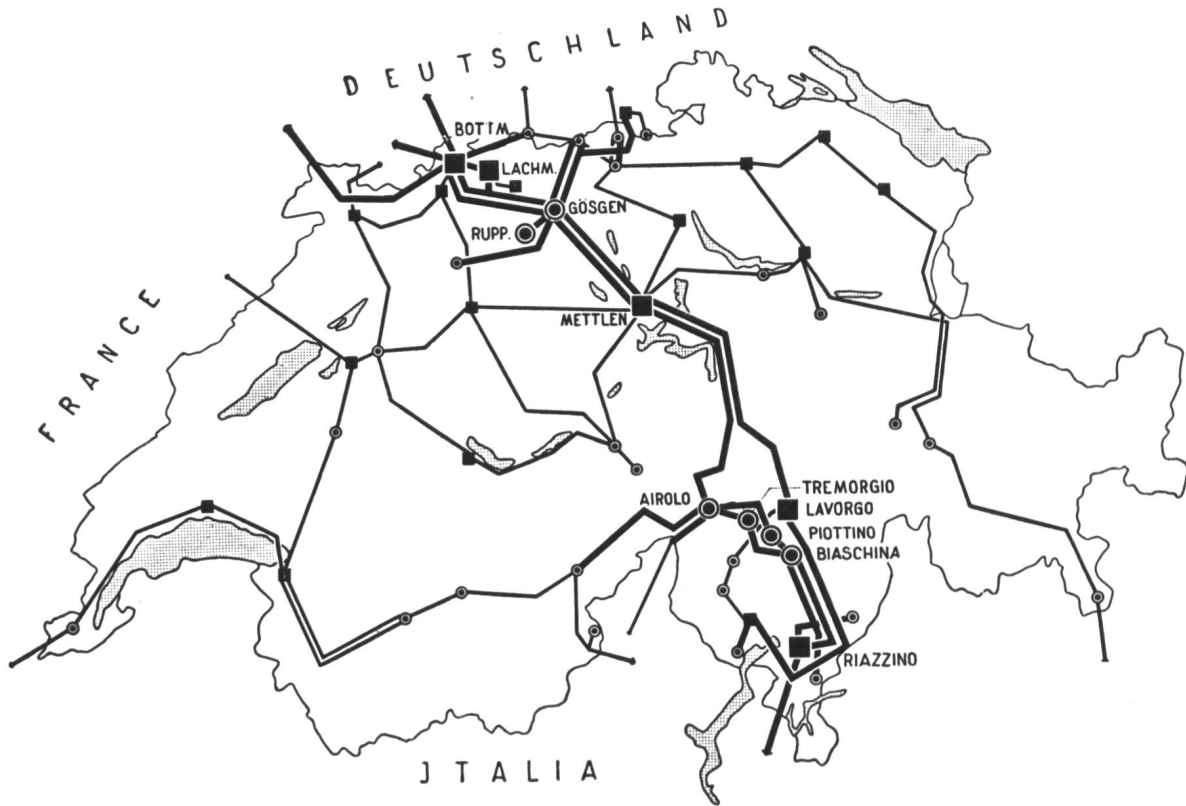 DEUTSCHLAND
BOTTM.
LACHM.
GÖSGEN
RUPP.
METTLEN
FRANCE
AIROLO
TREMORGIO
LAVORGO
PIOTTINO
BIASCHINA
RIAZZINO
JTALIA